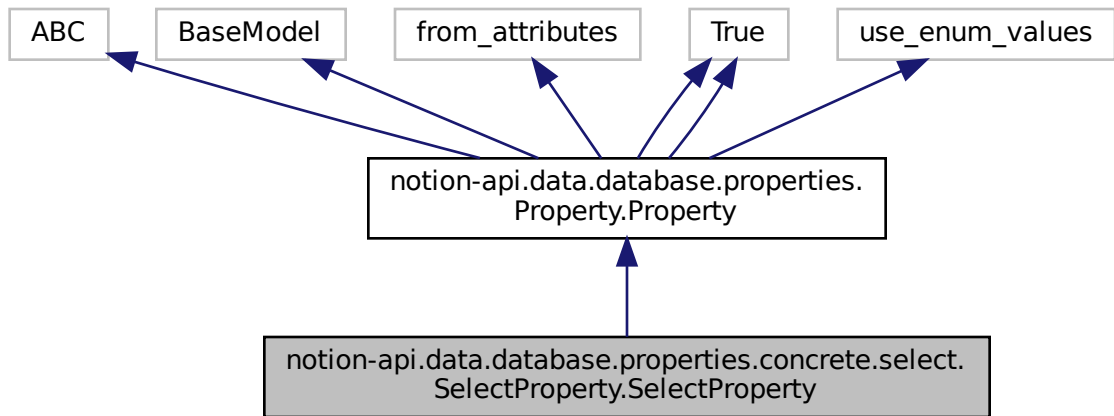 ABC
BaseModel
from_attributes
True
use_enum_values
notion-api.data.database.properties.
Property.Property
notion-api.data.database.properties.concrete.select.
SelectProperty.SelectProperty